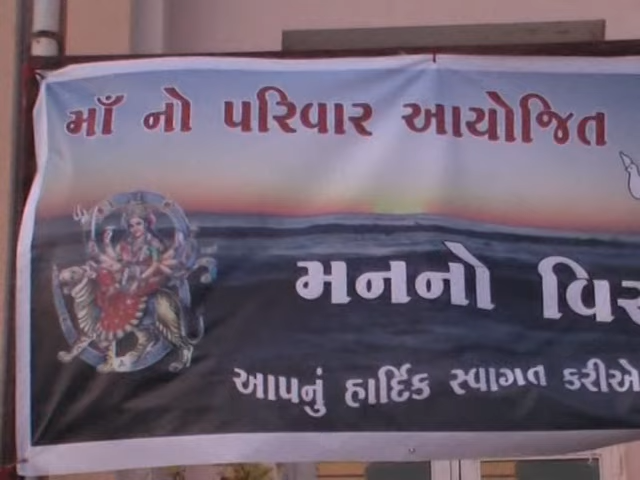 માઁ નો પરિવાર આયોજિત
મનનો
આપનું હાર્દિક સ્વાગત કરીએ